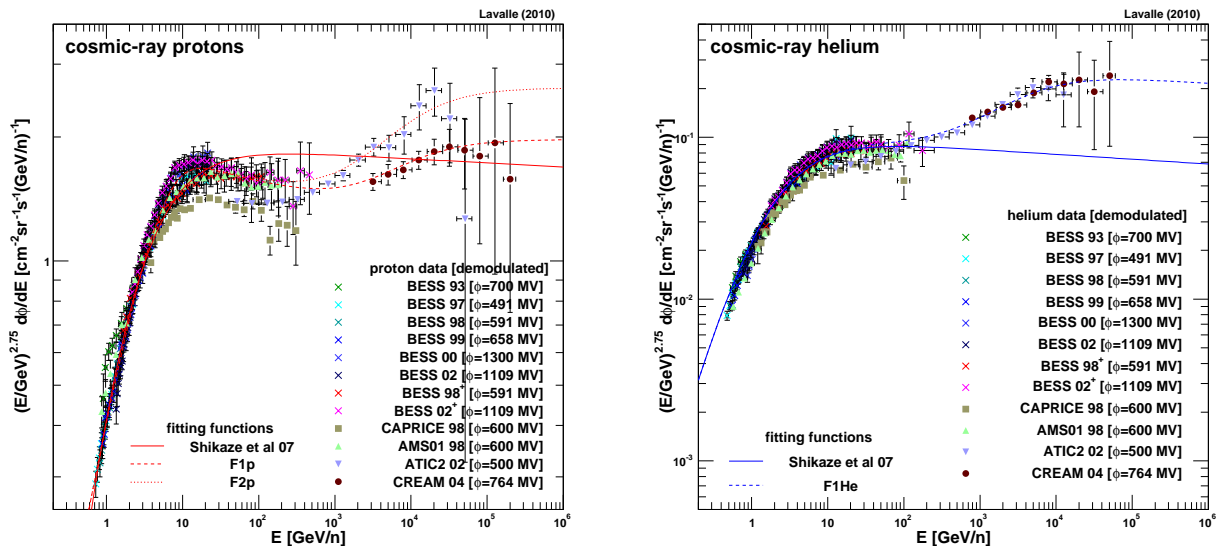 Lavalle (2010)
cosmic-ray protons
(E/GeV)^2.75 dϕ/dE [cm^-2 sr^-1 s^-1 (GeV/n)^-1]
1
proton data [demodulated]
BESS 93 [ϕ=700 MV]
BESS 97 [ϕ=491 MV]
BESS 98 [ϕ=591 MV]
BESS 99 [ϕ=658 MV]
BESS 00 [ϕ=1300 MV]
BESS 02 [ϕ=1109 MV]
BESS 98^+ [ϕ=591 MV]
BESS 02^+ [ϕ=1109 MV]
CAPRICE 98 [ϕ=600 MV]
AMS01 98 [ϕ=600 MV]
ATIC2 02 [ϕ=500 MV]
CREAM 04 [ϕ=764 MV]
fitting functions
Shikaze et al 07
F1p
F2p
1 10 10^2 10^3 10^4 10^5 10^6
E [GeV/n]
Lavalle (2010)
cosmic-ray helium
(E/GeV)^2.75 dϕ/dE [cm^-2 sr^-1 s^-1 (GeV/n)^-1]
10^-1
10^-2
10^-3
helium data [demodulated]
BESS 93 [ϕ=700 MV]
BESS 97 [ϕ=491 MV]
BESS 98 [ϕ=591 MV]
BESS 99 [ϕ=658 MV]
BESS 00 [ϕ=1300 MV]
BESS 02 [ϕ=1109 MV]
BESS 98^+ [ϕ=591 MV]
BESS 02^+ [ϕ=1109 MV]
CAPRICE 98 [ϕ=600 MV]
AMS01 98 [ϕ=600 MV]
ATIC2 02 [ϕ=500 MV]
CREAM 04 [ϕ=764 MV]
fitting functions
Shikaze et al 07
F1He
1 10 10^2 10^3 10^4 10^5 10^6
E [GeV/n]